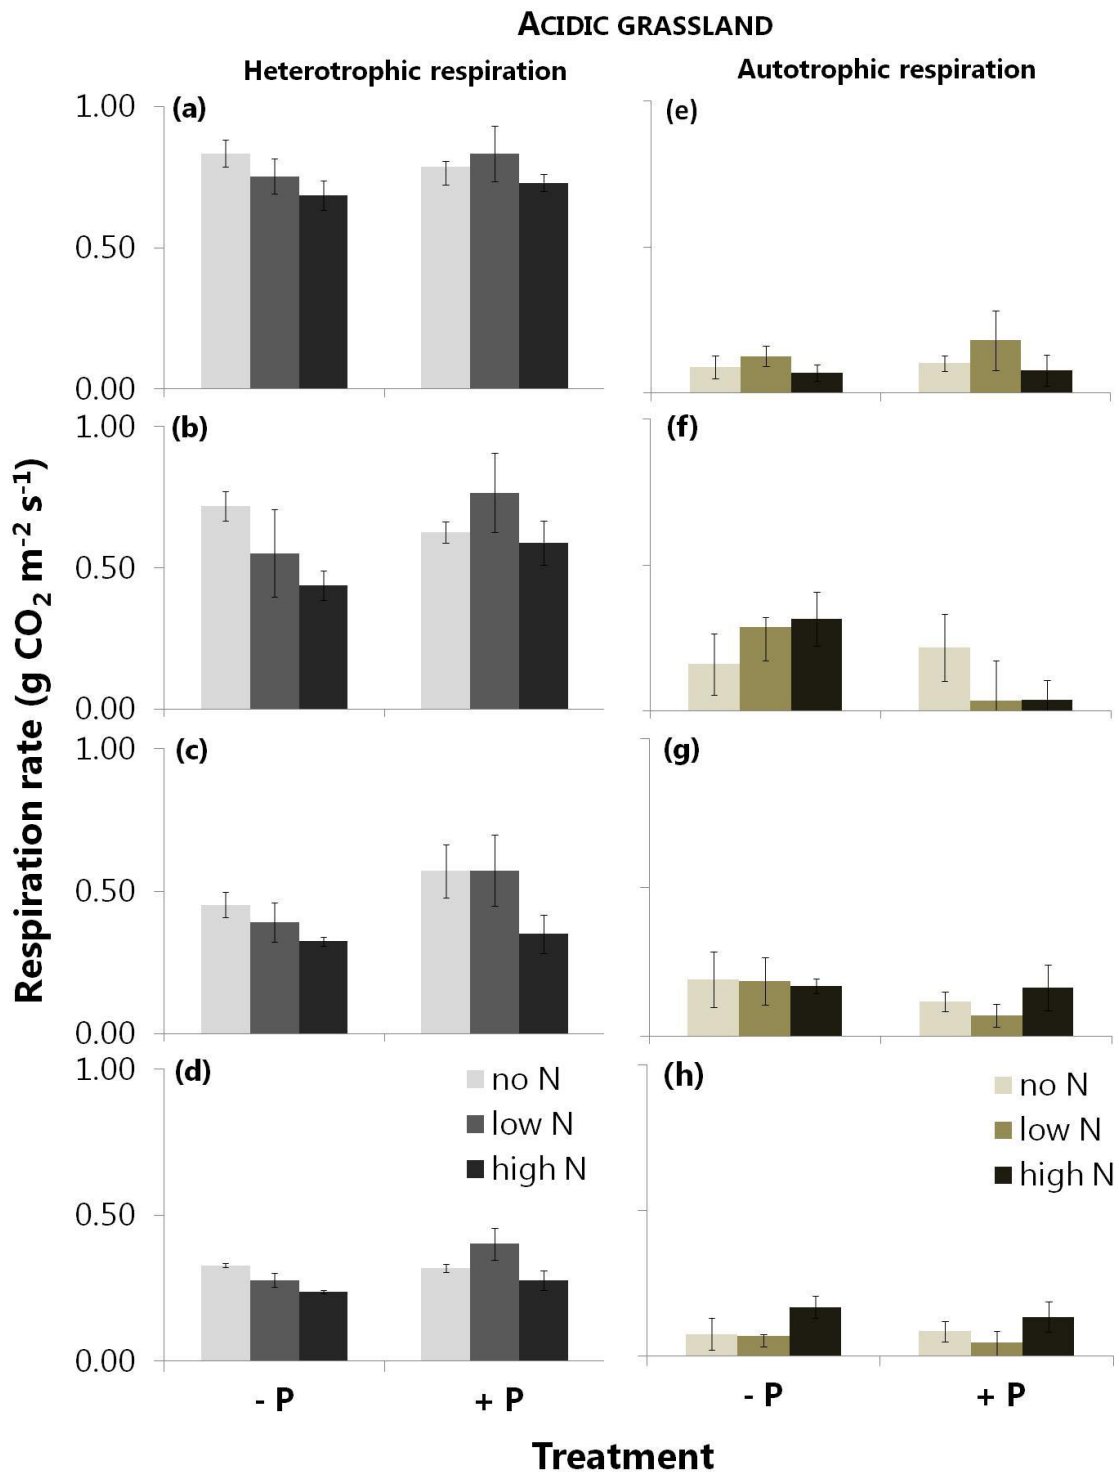 ACIDIC GRASSLAND
Heterotrophic respiration
Autotrophic respiration
Respiration rate (g CO₂ m⁻² s⁻¹)
(a)
1.00
0.50
0.00
(e)
(b)
1.00
0.50
0.00
(f)
(c)
1.00
0.50
0.00
(g)
(d)
1.00
0.50
0.00
no N
low N
high N
(h)
no N
low N
high N
- P
+ P
- P
+ P
Treatment